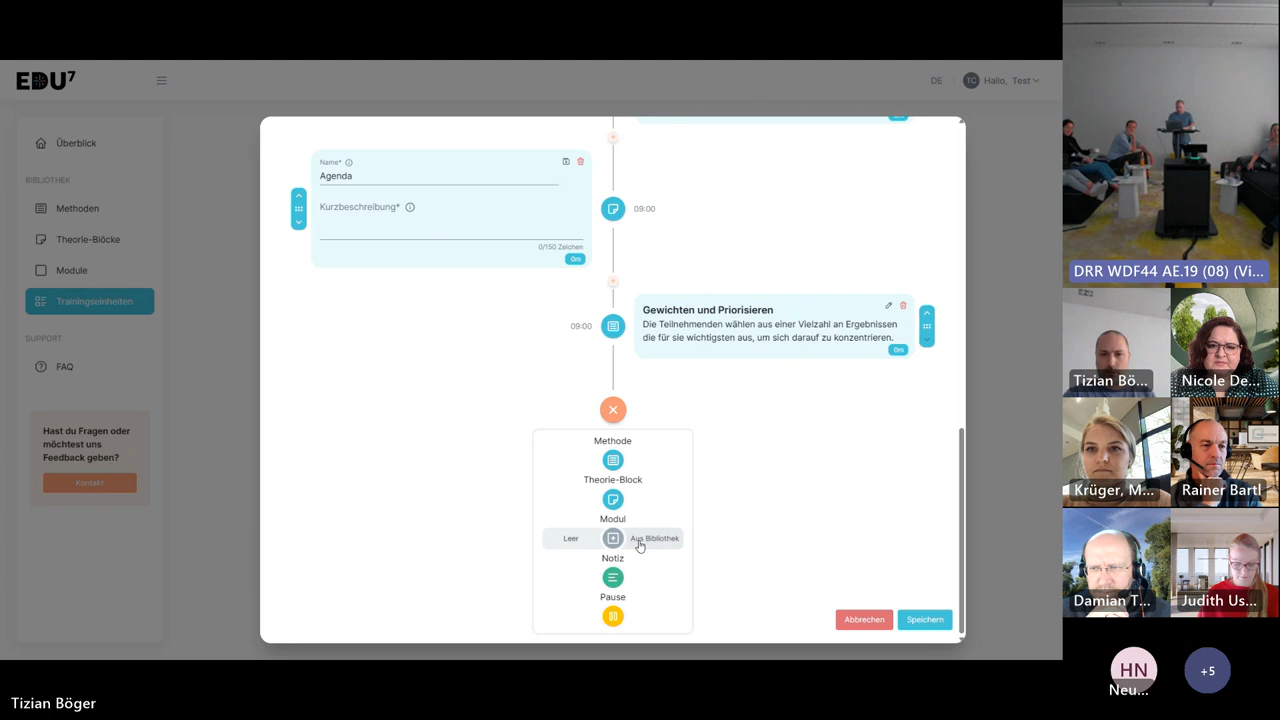 EDU7
DE
TC
Hallo, Test
Überblick
BIBLIOTHEK
Methoden
Theorie-Blöcke
Module
Trainingseinheiten
SUPPORT
FAQ
Hast du Fragen oder
möchtest uns
Feedback geben?
Kontakt
Name*
Agenda
Kurzbeschreibung*
0/150 Zeichen
0m
09:00
09:00
Gewichten und Priorisieren
Die Teilnehmenden wählen aus einer Vielzahl an Ergebnissen
die für sie wichtigsten aus, um sich darauf zu konzentrieren.
0m
Methode
Theorie-Block
Modul
Leer
Aus Bibliothek
Notiz
Pause
Abbrechen
Speichern
DRR WDF44 AE.19 (08) (Vi...
Tizian Bö...
Nicole De...
Krüger, M...
Rainer Bartl
Damian T...
Judith Us...
HN
Neu...
+5
Tizian Böger